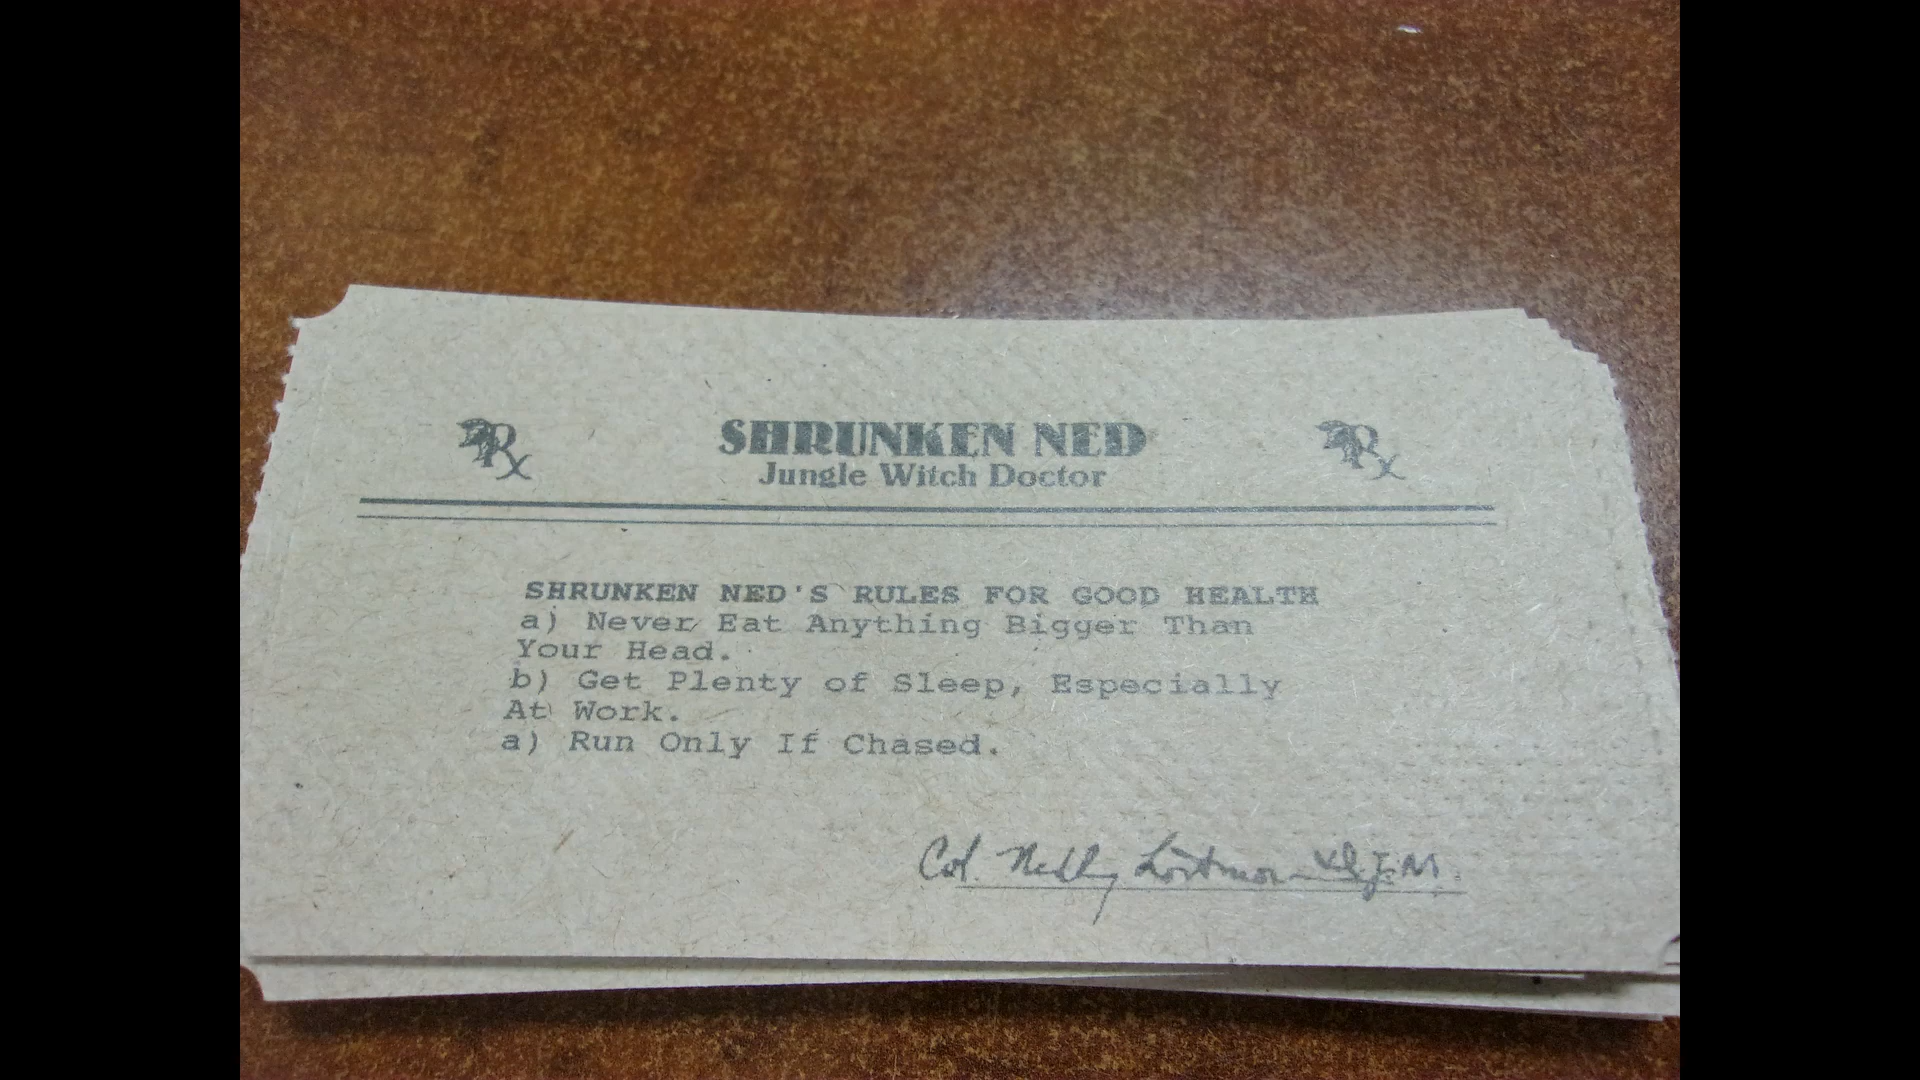 Rx SHRUNKEN NED Rx
Jungle Witch Doctor
SHRUNKEN NED'S RULES FOR GOOD HEALTH
a) Never Eat Anything Bigger Than
Your Head.
b) Get Plenty of Sleep, Especially
At Work.
a) Run Only If Chased.
Col. Nedley